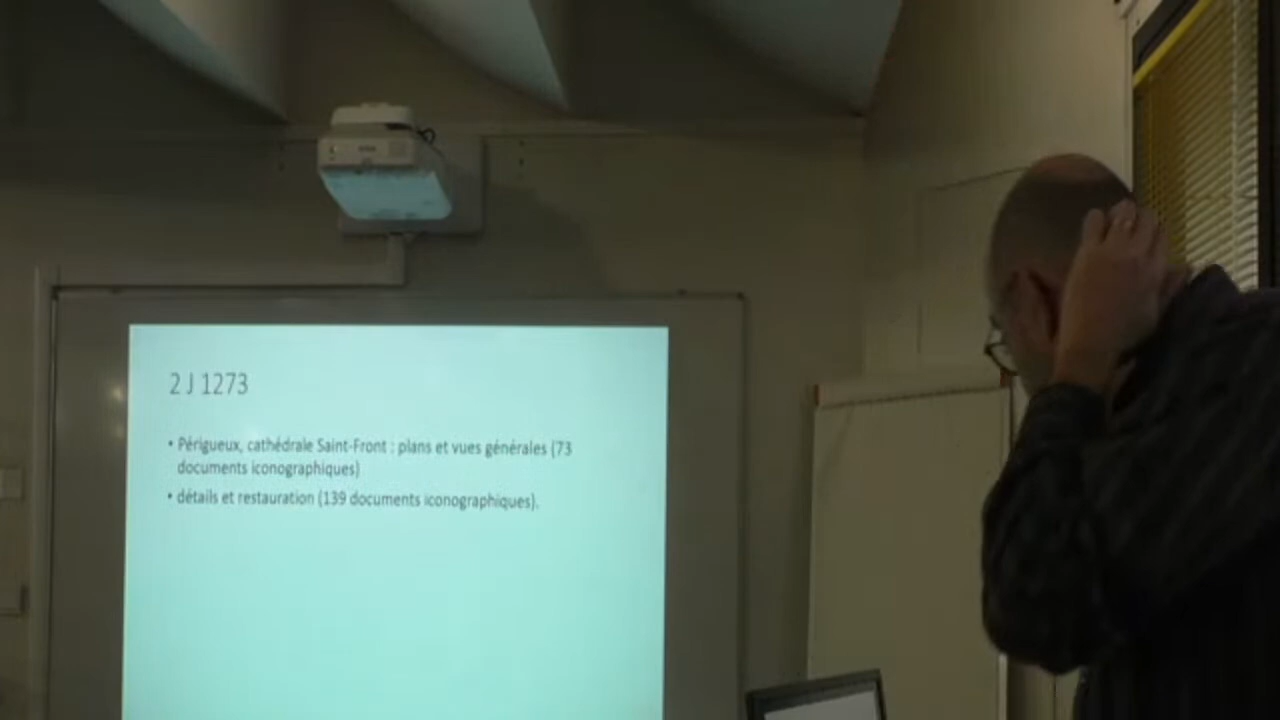 2 J 1273
• Périgueux, cathédrale Saint-Front : plans et vues générales (73
documents iconographiques)
• détails et restauration (139 documents iconographiques).